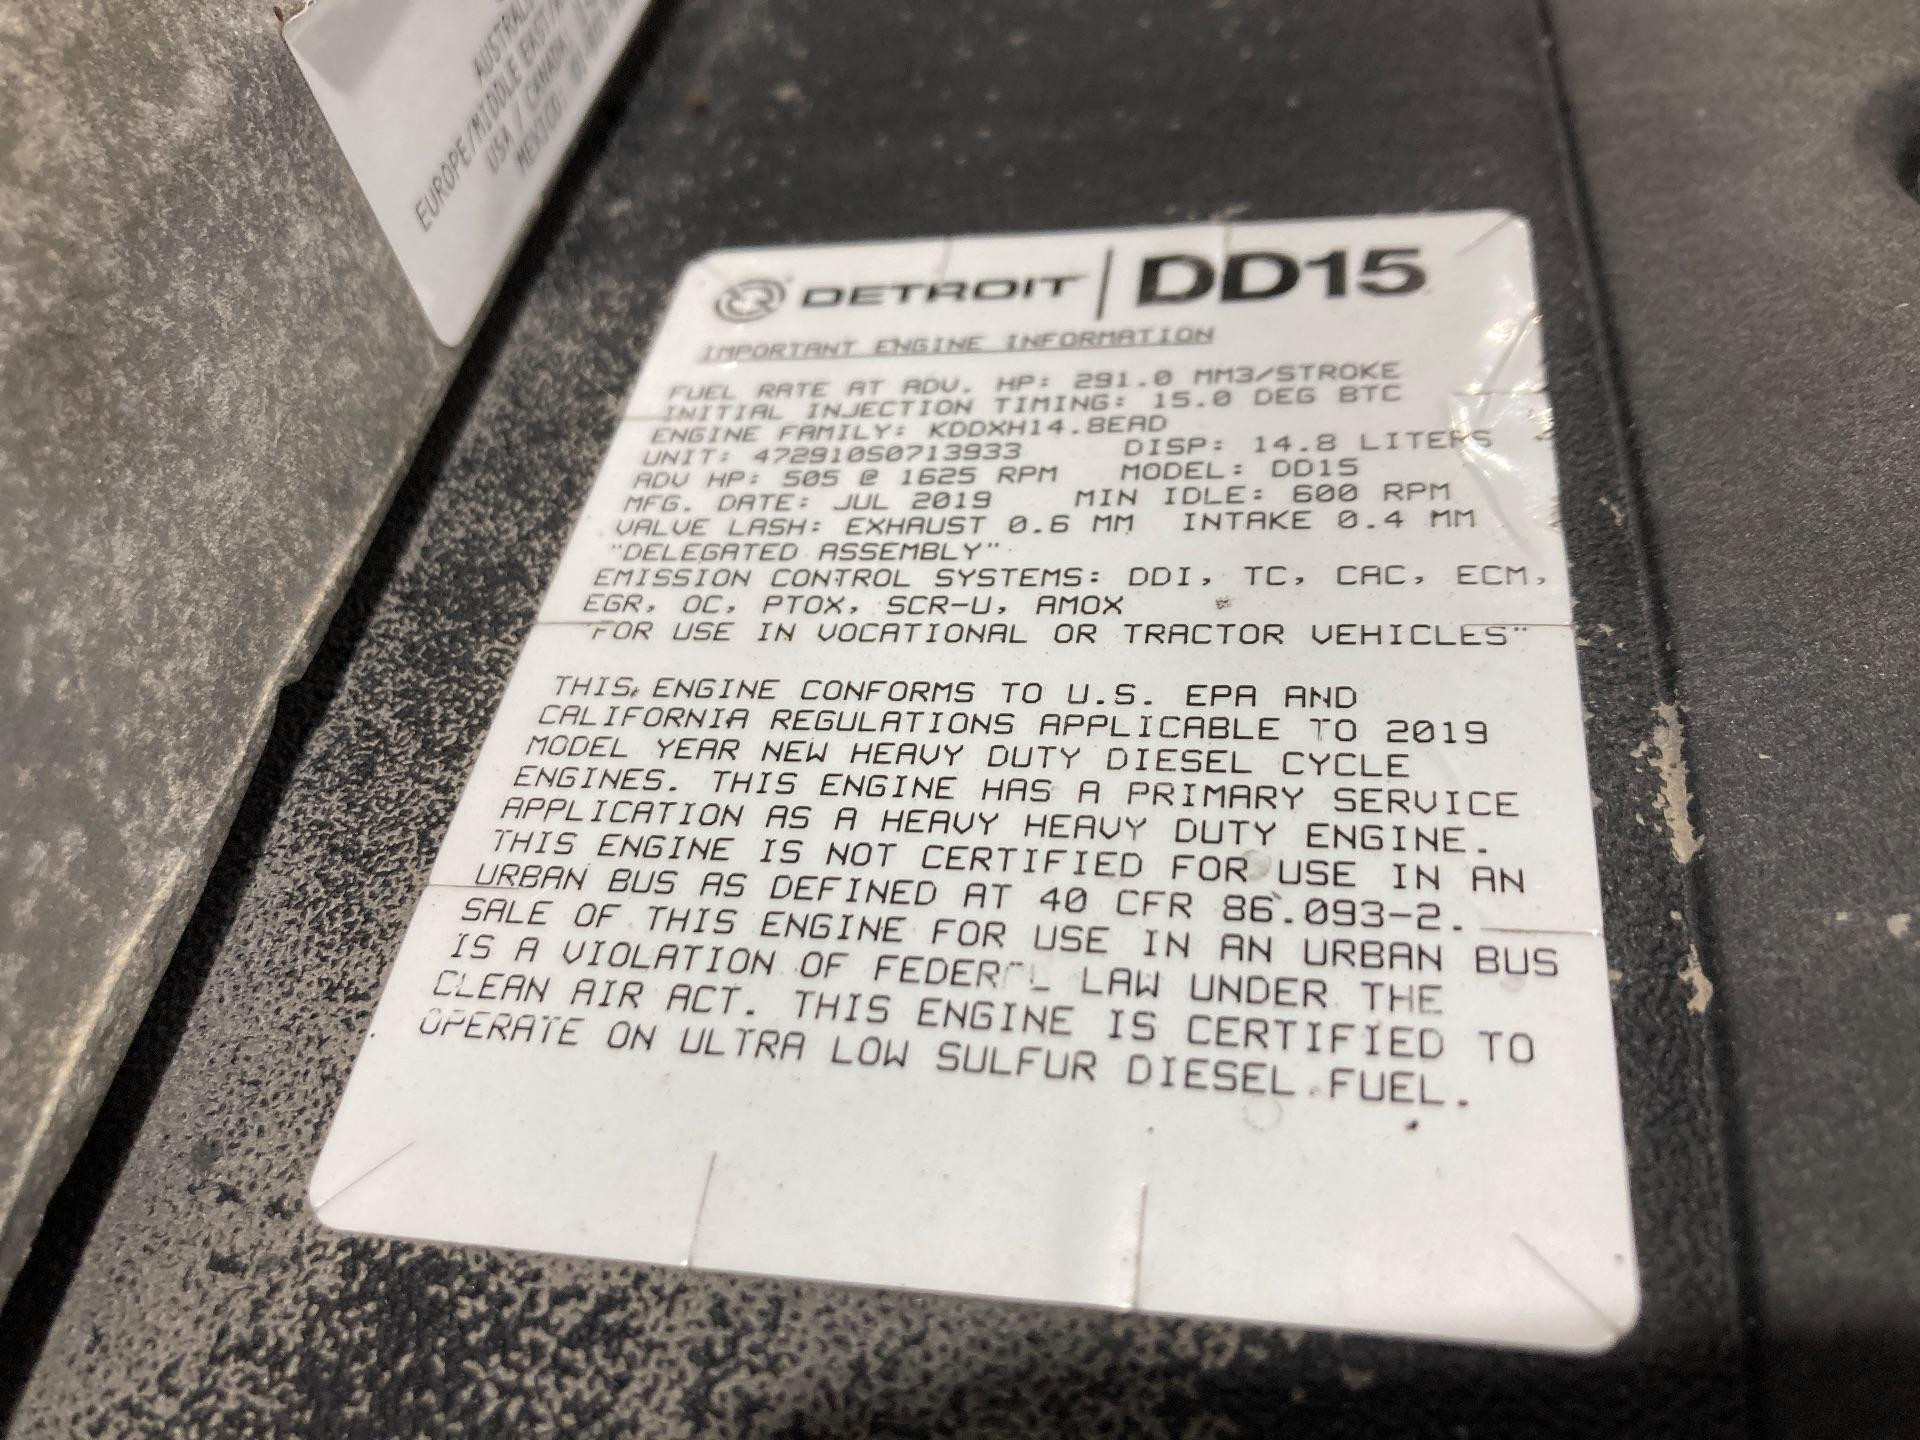 EUROPE/MIDDLE EAST/
USA / CANADA:
MEXICO: 01
DETROIT | DD15
IMPORTANT ENGINE INFORMATION
FUEL RATE AT ADV. HP: 291.0 MM3/STROKE
INITIAL INJECTION TIMING: 15.0 DEG BTC
ENGINE FAMILY: KDDXH14.8EAD
UNIT: 472910S0713933 DISP: 14.8 LITERS
ADV HP: 505 @ 1625 RPM MODEL: DD15
MFG. DATE: JUL 2019 MIN IDLE: 600 RPM
VALVE LASH: EXHAUST 0.6 MM INTAKE 0.4 MM
"DELEGATED ASSEMBLY"
EMISSION CONTROL SYSTEMS: DDI, TC, CAC, ECM,
EGR, OC, PTOX, SCR-U, AMOX
"FOR USE IN VOCATIONAL OR TRACTOR VEHICLES"
THIS ENGINE CONFORMS TO U.S. EPA AND
CALIFORNIA REGULATIONS APPLICABLE TO 2019
MODEL YEAR NEW HEAVY DUTY DIESEL CYCLE
ENGINES. THIS ENGINE HAS A PRIMARY SERVICE
APPLICATION AS A HEAVY HEAVY DUTY ENGINE.
THIS ENGINE IS NOT CERTIFIED FOR USE IN AN
URBAN BUS AS DEFINED AT 40 CFR 86.093-2.
SALE OF THIS ENGINE FOR USE IN AN URBAN BUS
IS A VIOLATION OF FEDERAL LAW UNDER THE
CLEAN AIR ACT. THIS ENGINE IS CERTIFIED TO
OPERATE ON ULTRA LOW SULFUR DIESEL FUEL.